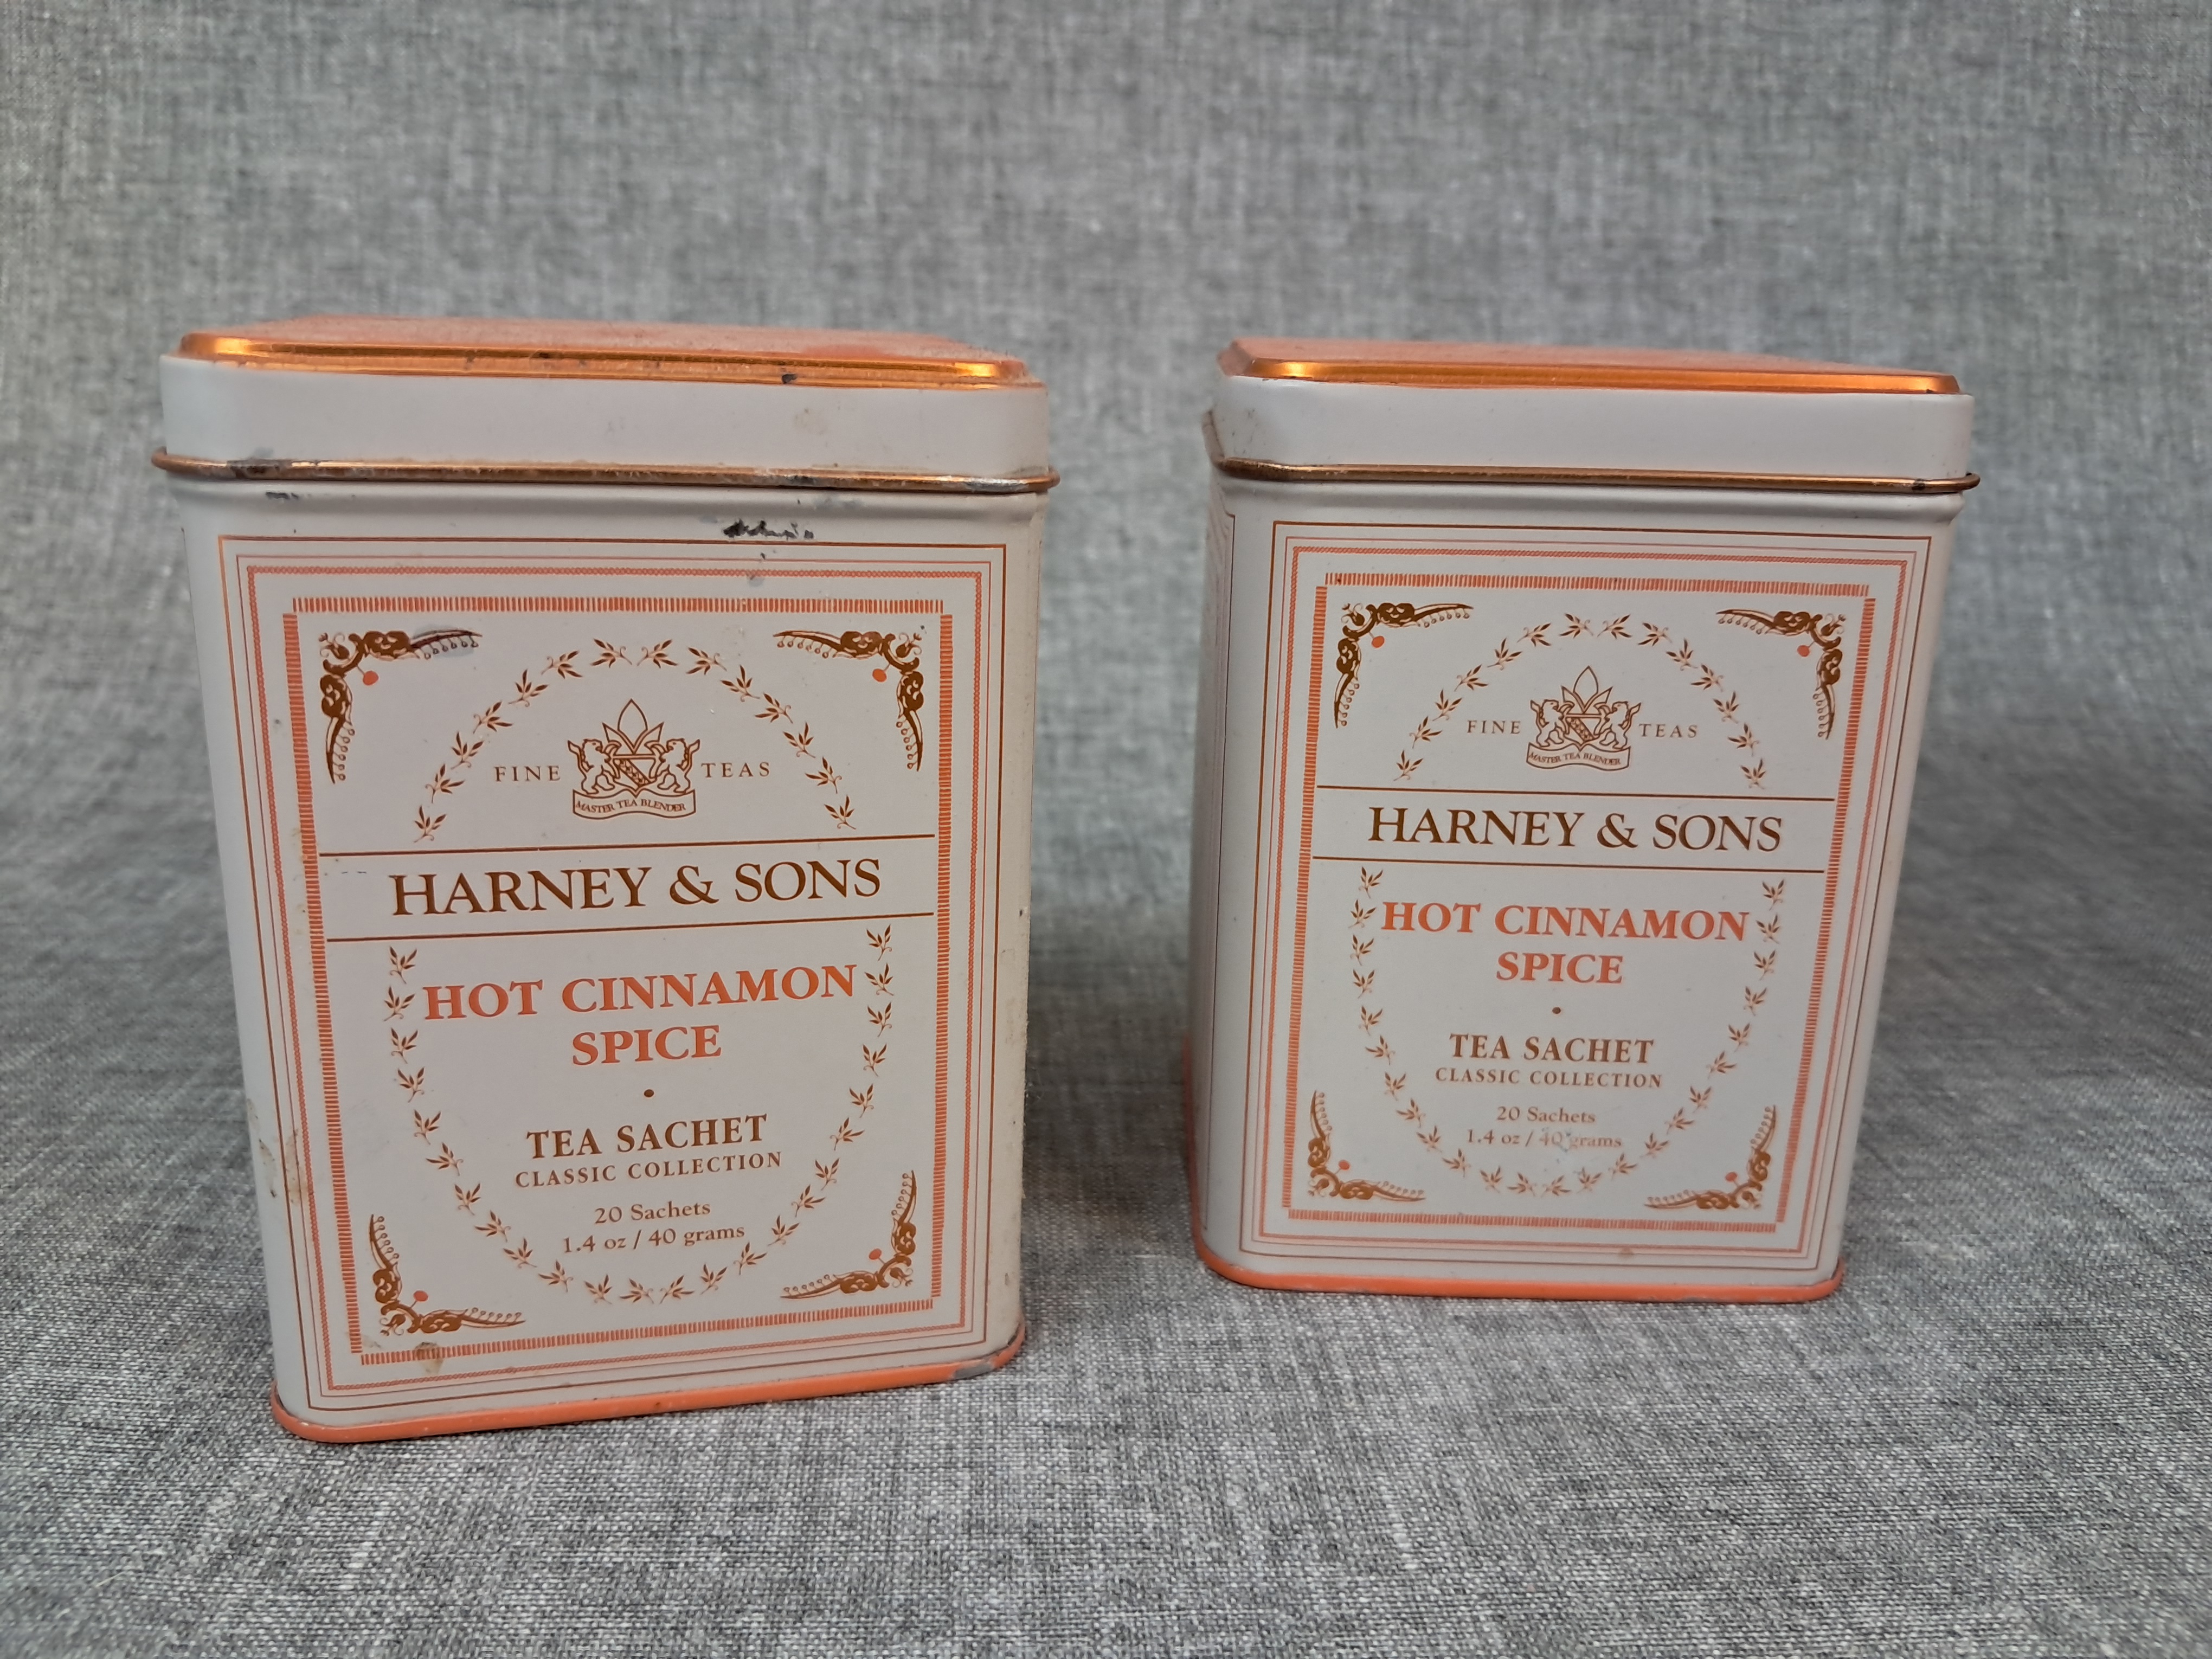 FINE TEAS
MASTER TEA BLENDER
HARNEY & SONS
HOT CINNAMON
SPICE
TEA SACHET
CLASSIC COLLECTION
20 Sachets
1.4 oz / 40 grams
FINE TEAS
MASTER TEA BLENDER
HARNEY & SONS
HOT CINNAMON
SPICE
TEA SACHET
CLASSIC COLLECTION
20 Sachets
1.4 oz / 40 grams